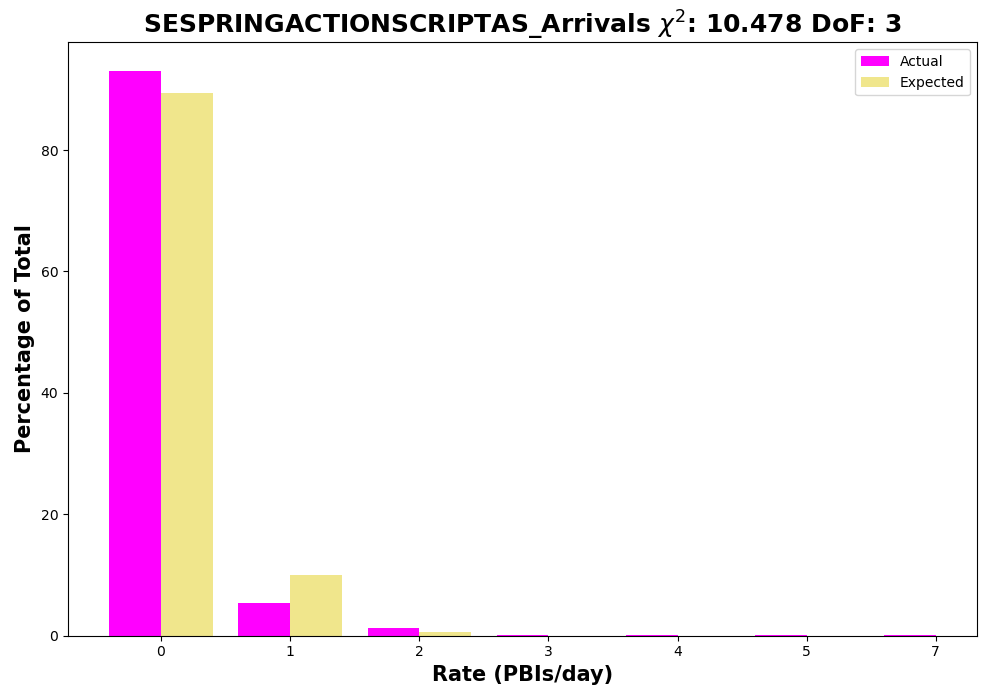 SESPRINGACTIONSCRIPTAS_Arrivals χ²: 10.478 DoF: 3
Actual
Expected
Percentage of Total
80
60
40
20
0
0 1 2 3 4 5 7
Rate (PBIs/day)